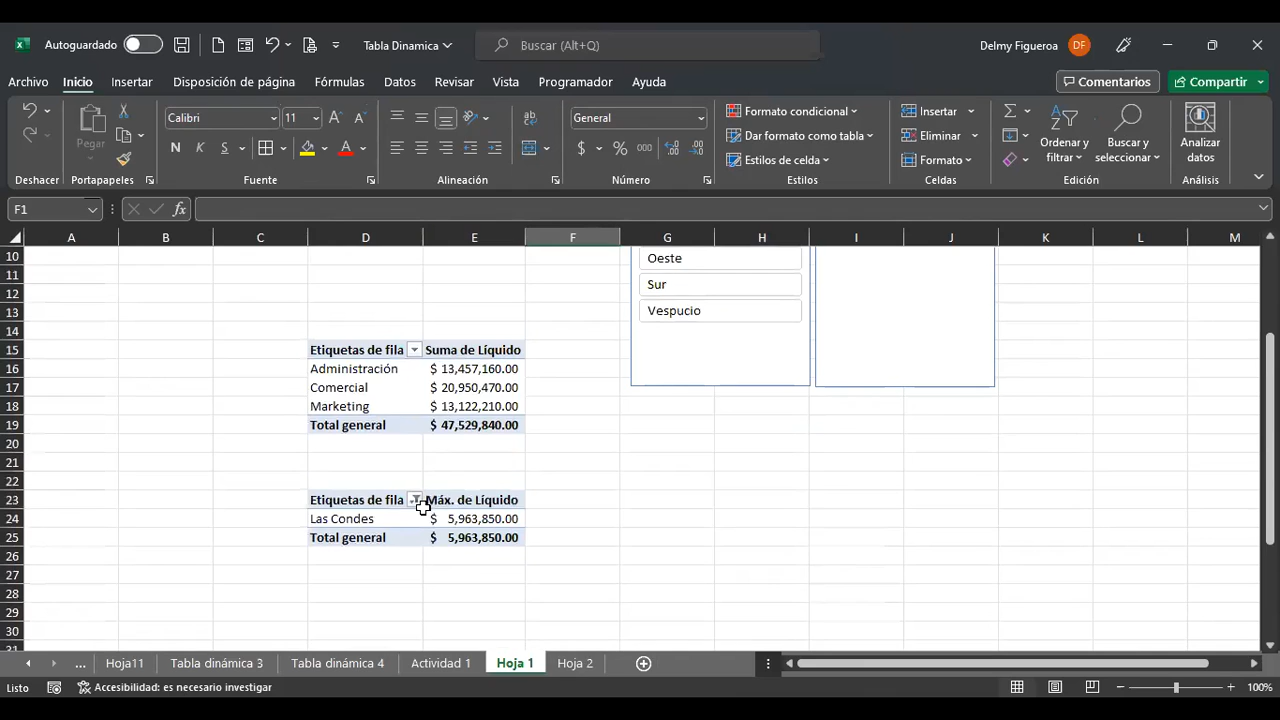 Autoguardado
Tabla Dinamica
Buscar (Alt+Q)
Delmy Figueroa
DF
Archivo Inicio Insertar Disposición de página Fórmulas Datos Revisar Vista Programador Ayuda
Comentarios
Compartir
Pegar
Calibri 11
N K S
A
General
$ % 000
Formato condicional
Dar formato como tabla
Estilos de celda
Insertar
Eliminar
Formato
Ordenary
filtrar
Buscar y
seleccionar
Analizar
datos
Deshacer Portapapeles Fuente Alineación Número Estilos Celdas Edición Análisis
F1
fx
A B C D E F G H I J K L M
10 Oeste
11 Sur
12
13 Vespucio
14
15 Etiquetas de fila Suma de Líquido
16 Administración $ 13,457,160.00
17 Comercial $ 20,950,470.00
18 Marketing $ 13,122,210.00
19 Total general $ 47,529,840.00
20
21
22
23 Etiquetas de fila Máx. de Líquido
24 Las Condes $ 5,963,850.00
25 Total general $ 5,963,850.00
26
27
28
29
30
31
... Hoja11 Tabla dinámica 3 Tabla dinámica 4 Actividad 1 Hoja 1 Hoja 2
Listo Accesibilidad: es necesario investigar 100%